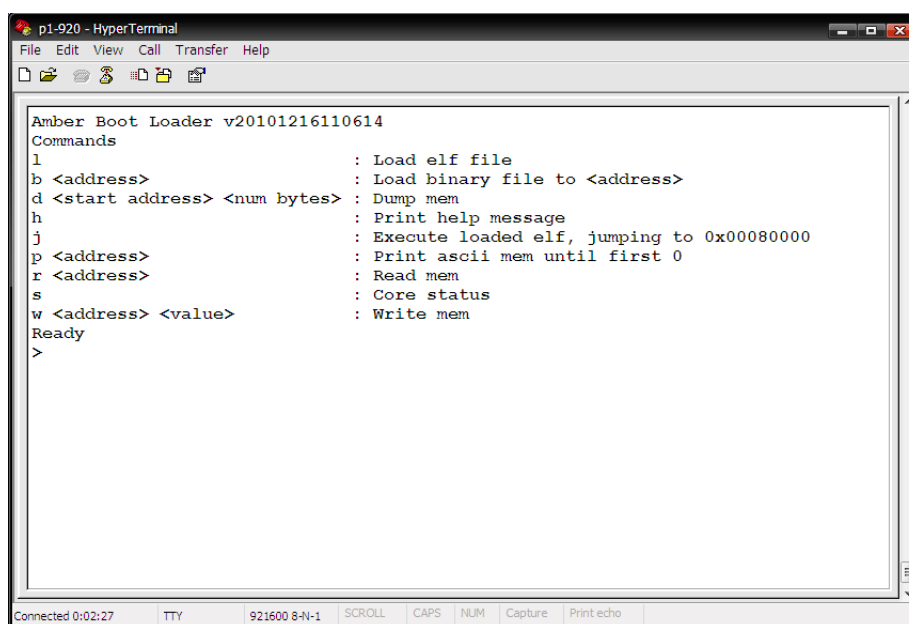 p1-920 - HyperTerminal
File Edit View Call Transfer Help
Amber Boot Loader v20101216110614
Commands
l : Load elf file
b <address> : Load binary file to <address>
d <start address> <num bytes> : Dump mem
h : Print help message
j : Execute loaded elf, jumping to 0x00080000
p <address> : Print ascii mem until first 0
r <address> : Read mem
s : Core status
w <address> <value> : Write mem
Ready
>
Connected 0:02:27 TTY 921600 8-N-1 SCROLL CAPS NUM Capture Print echo